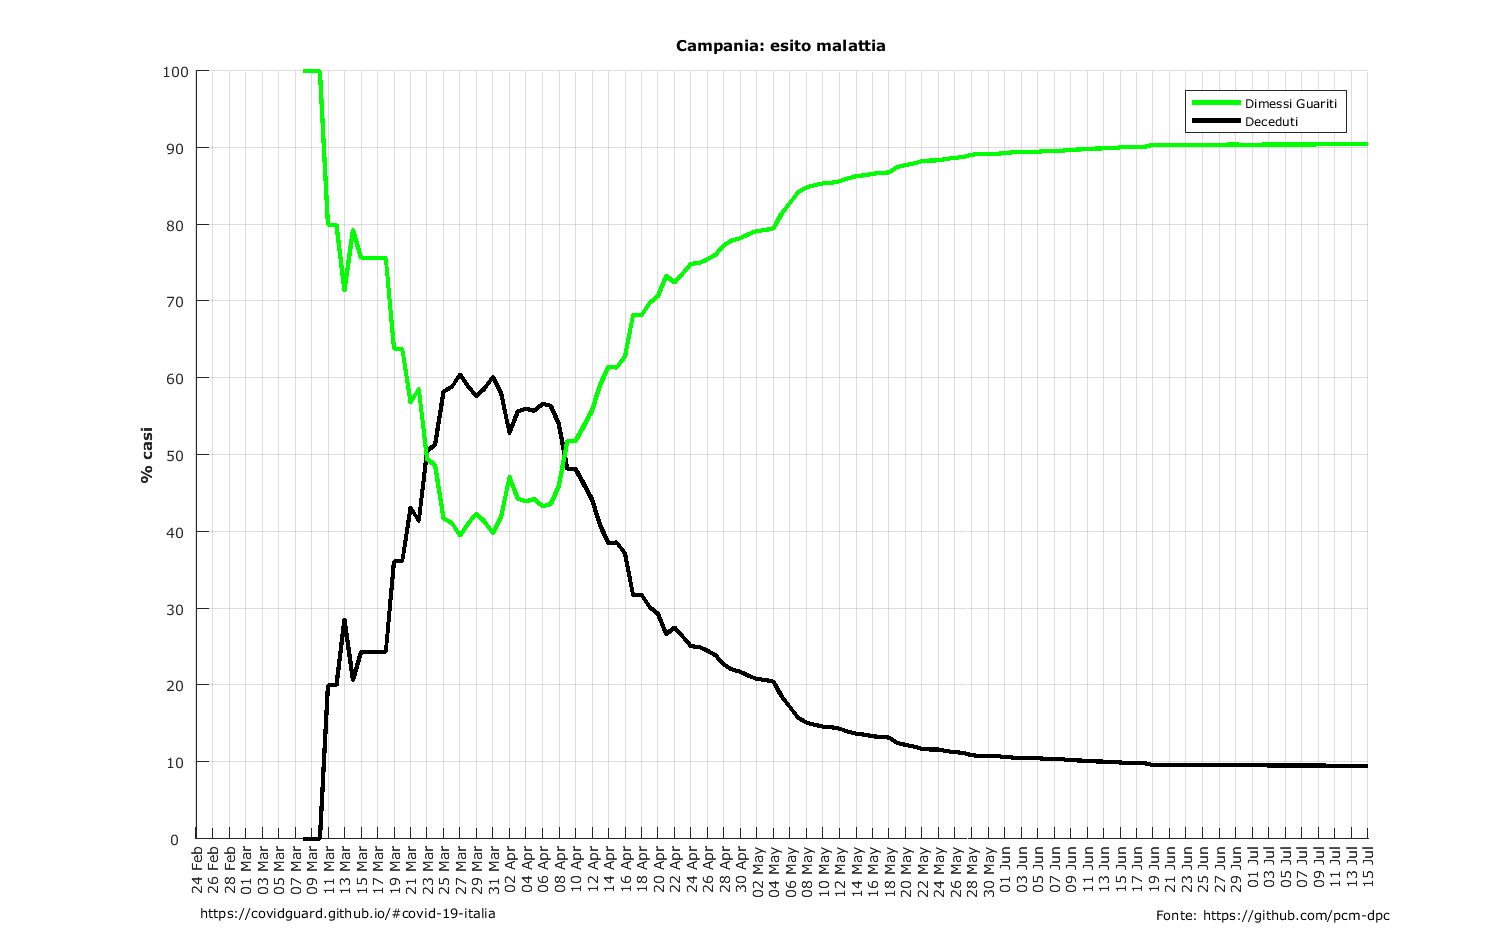 Campania: esito malattia
Dimessi Guariti
Deceduti
% casi
100
90
80
70
60
50
40
30
20
10
0
24 Feb
26 Feb
28 Feb
01 Mar
03 Mar
05 Mar
07 Mar
09 Mar
11 Mar
13 Mar
15 Mar
17 Mar
19 Mar
21 Mar
23 Mar
25 Mar
27 Mar
29 Mar
31 Mar
02 Apr
04 Apr
06 Apr
08 Apr
10 Apr
12 Apr
14 Apr
16 Apr
18 Apr
20 Apr
22 Apr
24 Apr
26 Apr
28 Apr
30 Apr
02 May
04 May
06 May
08 May
10 May
12 May
14 May
16 May
18 May
20 May
22 May
24 May
26 May
28 May
30 May
01 Jun
03 Jun
05 Jun
07 Jun
09 Jun
11 Jun
13 Jun
15 Jun
17 Jun
19 Jun
21 Jun
23 Jun
25 Jun
27 Jun
29 Jun
01 Jul
03 Jul
05 Jul
07 Jul
09 Jul
11 Jul
13 Jul
15 Jul
https://covidguard.github.io/#covid-19-italia
Fonte: https://github.com/pcm-dpc